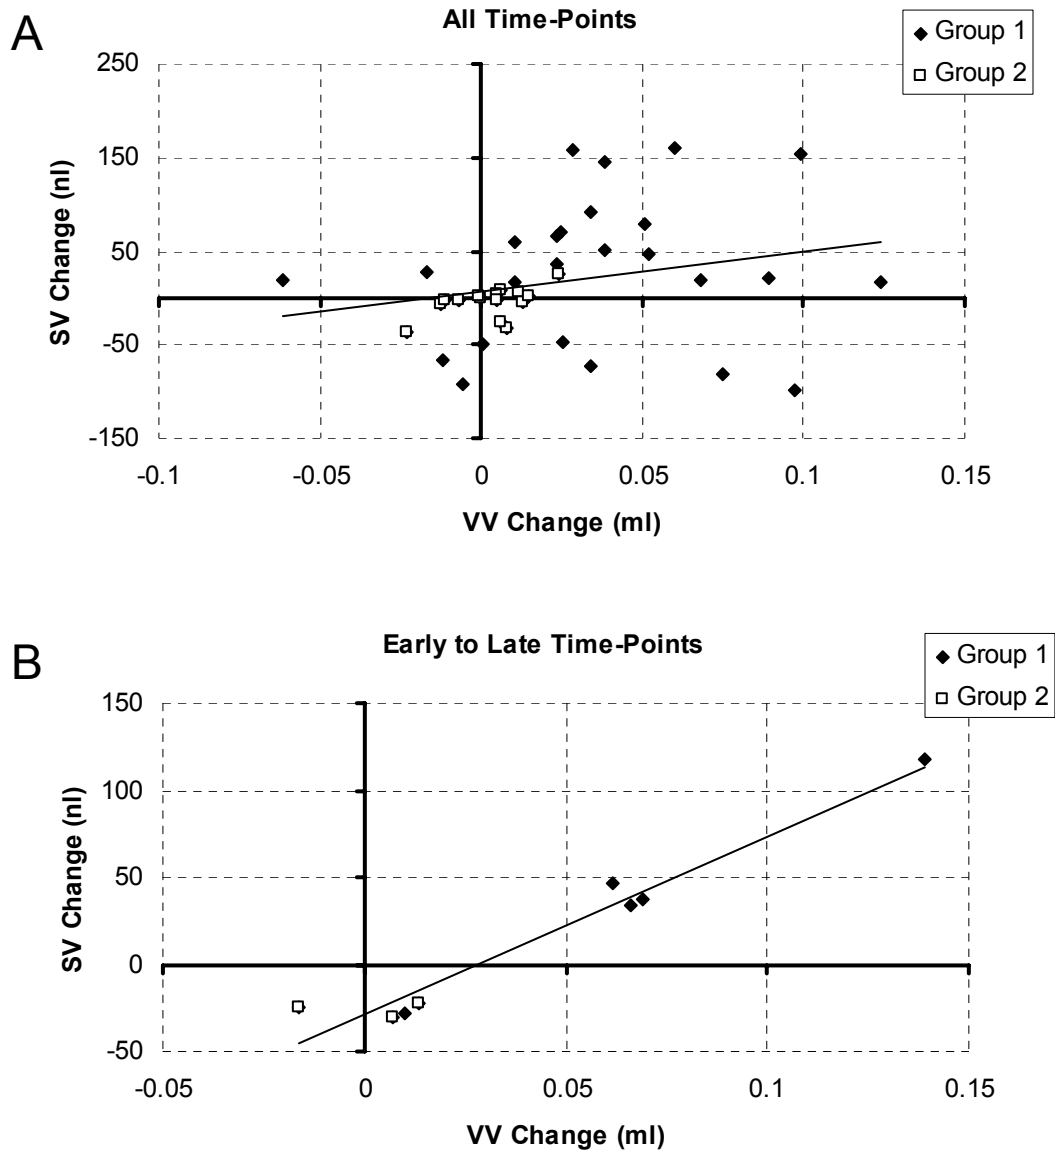 A
All Time-Points
Group 1
Group 2
250
150
50
-50
-150
SV Change (nl)
-0.1
-0.05
0
0.05
0.1
0.15
VV Change (ml)
B
Early to Late Time-Points
Group 1
Group 2
150
100
50
0
-50
SV Change (nl)
-0.05
0
0.05
0.1
0.15
VV Change (ml)